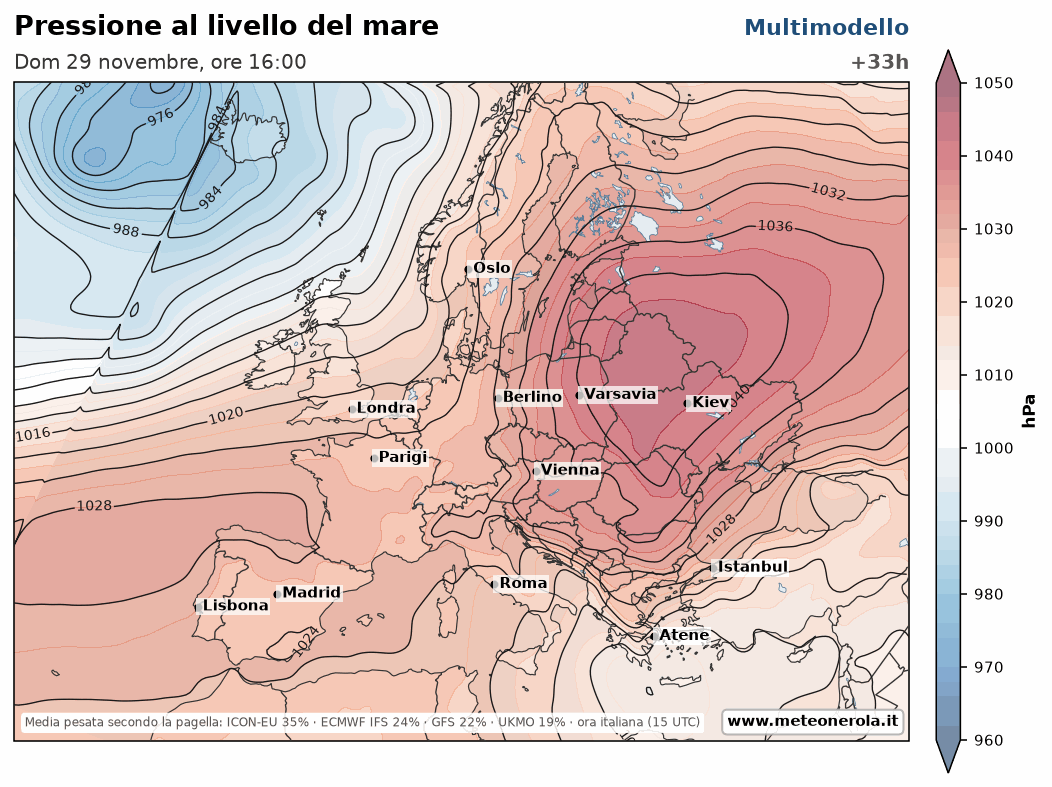 Pressione al livello del mare
Multimodello
Dom 29 novembre, ore 16:00
+33h
976
984
984
988
1032
1036
Oslo
1040
Berlino
Varsavia
Kiev
Londra
1020
1016
Parigi
Vienna
1028
1028
Istanbul
Roma
Madrid
Lisbona
1024
Atene
Media pesata secondo la pagella: ICON-EU 35% · ECMWF IFS 24% · GFS 22% · UKMO 19% · ora italiana (15 UTC)
www.meteonerola.it
1050
1040
1030
1020
1010
1000
990
980
970
960
hPa